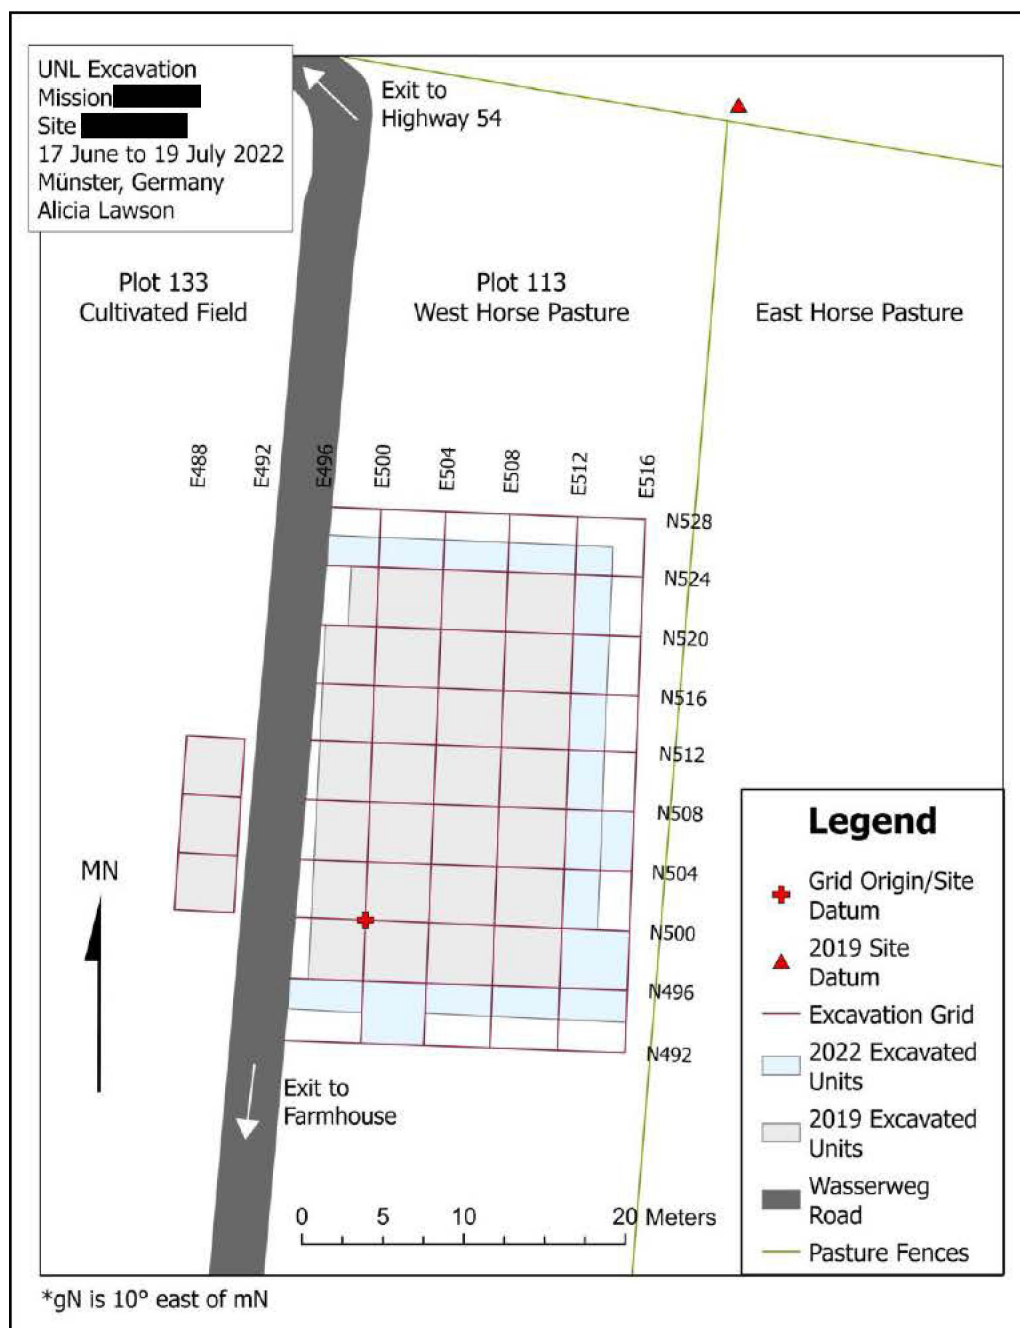 UNL Excavation
Mission
Site
17 June to 19 July 2022
Münster, Germany
Alicia Lawson
Exit to
Highway 54
Plot 133
Cultivated Field
Plot 113
West Horse Pasture
East Horse Pasture
E488
E492
E496
E500
E504
E508
E512
E516
N528
N524
N520
N516
N512
N508
N504
N500
N496
N492
MN
Exit to
Farmhouse
Legend
Grid Origin/Site
Datum
2019 Site
Datum
Excavation Grid
2022 Excavated
Units
2019 Excavated
Units
Wasserweg
Road
Pasture Fences
0 5 10 20 Meters
*gN is 10° east of mN